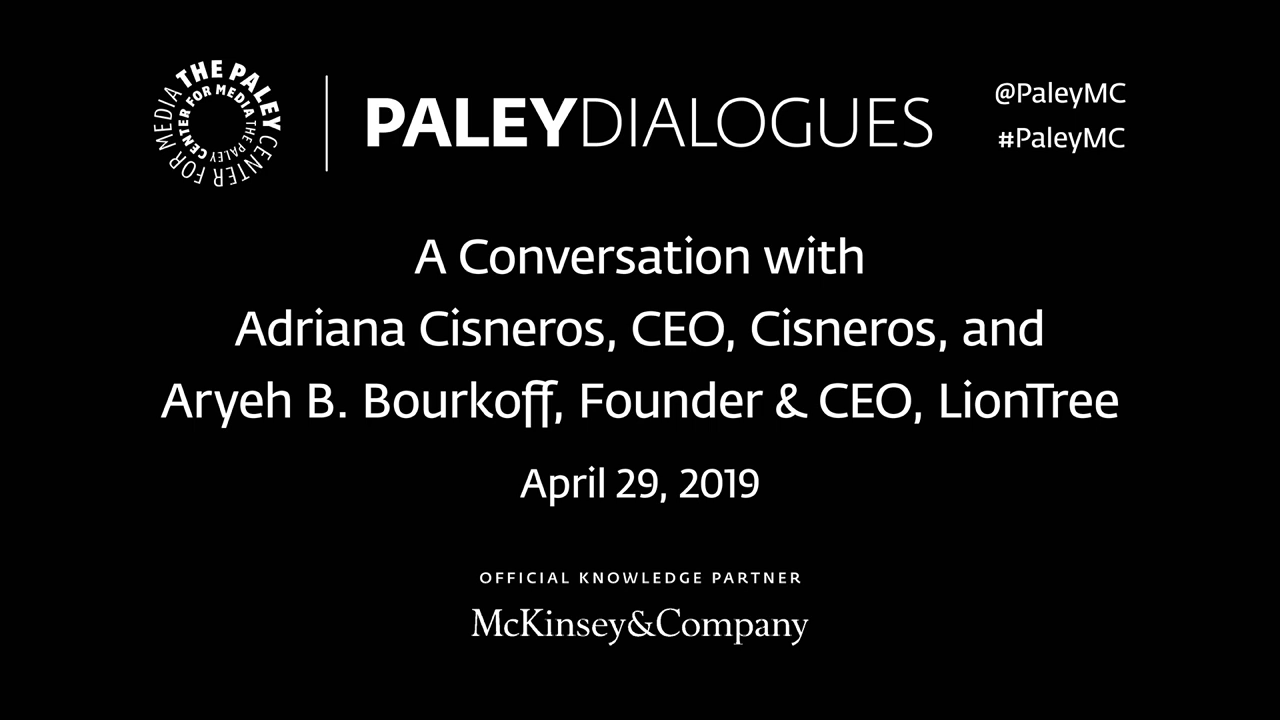 THE PALEY CENTER FOR MEDIA
THE PALEY CENTER FOR MEDIA
PALEYDIALOGUES
@PaleyMC
#PaleyMC
A Conversation with
Adriana Cisneros, CEO, Cisneros, and
Aryeh B. Bourkoff, Founder & CEO, LionTree
April 29, 2019
OFFICIAL KNOWLEDGE PARTNER
McKinsey&Company